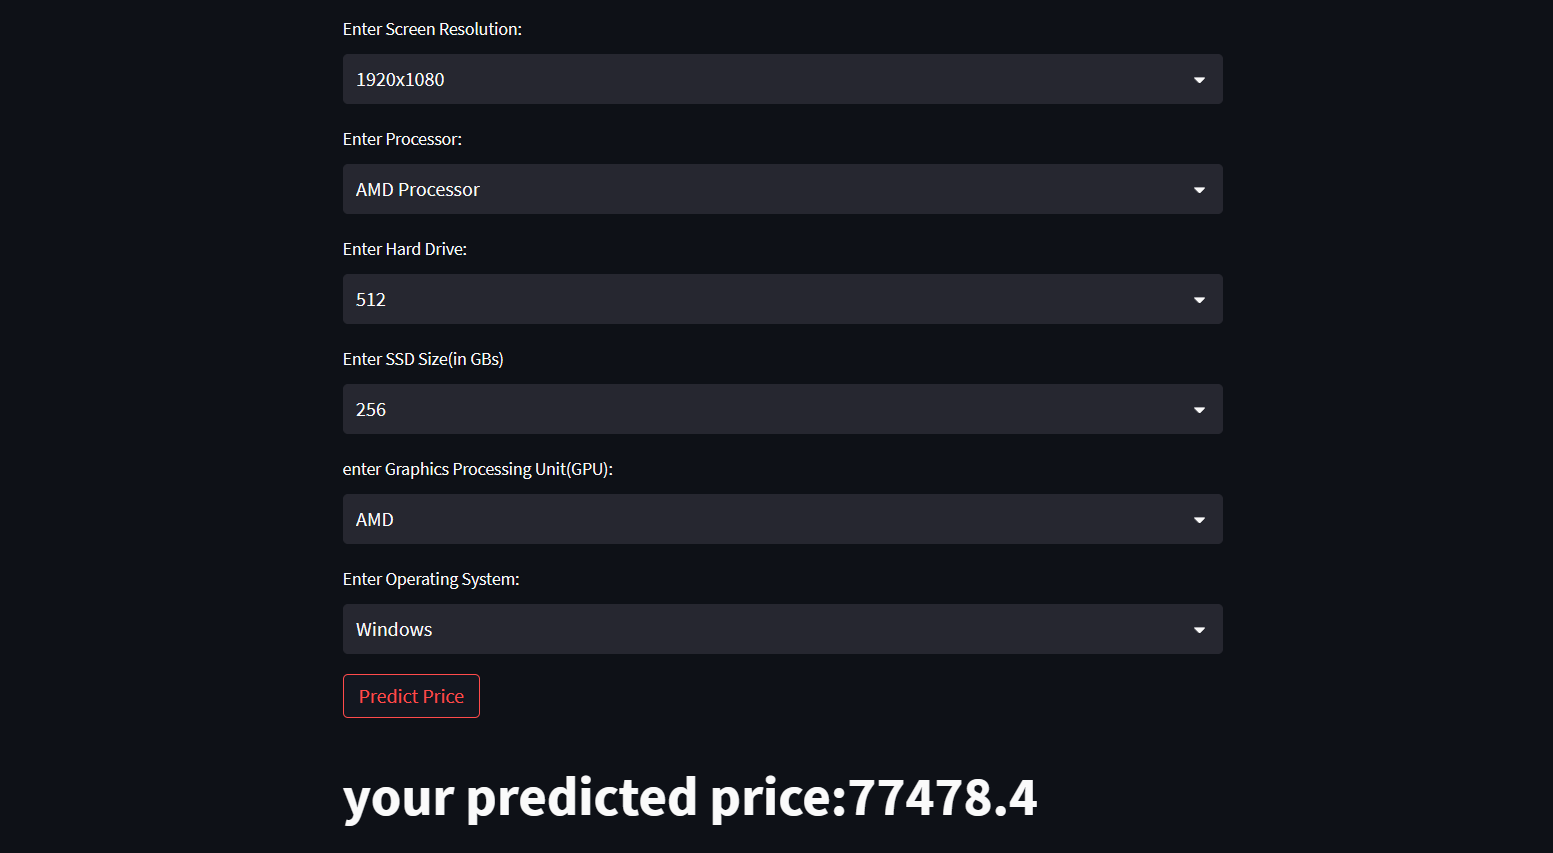 Enter Screen Resolution:
1920x1080
Enter Processor:
AMD Processor
Enter Hard Drive:
512
Enter SSD Size(in GBs)
256
enter Graphics Processing Unit(GPU):
AMD
Enter Operating System:
Windows
Predict Price
your predicted price:77478.4